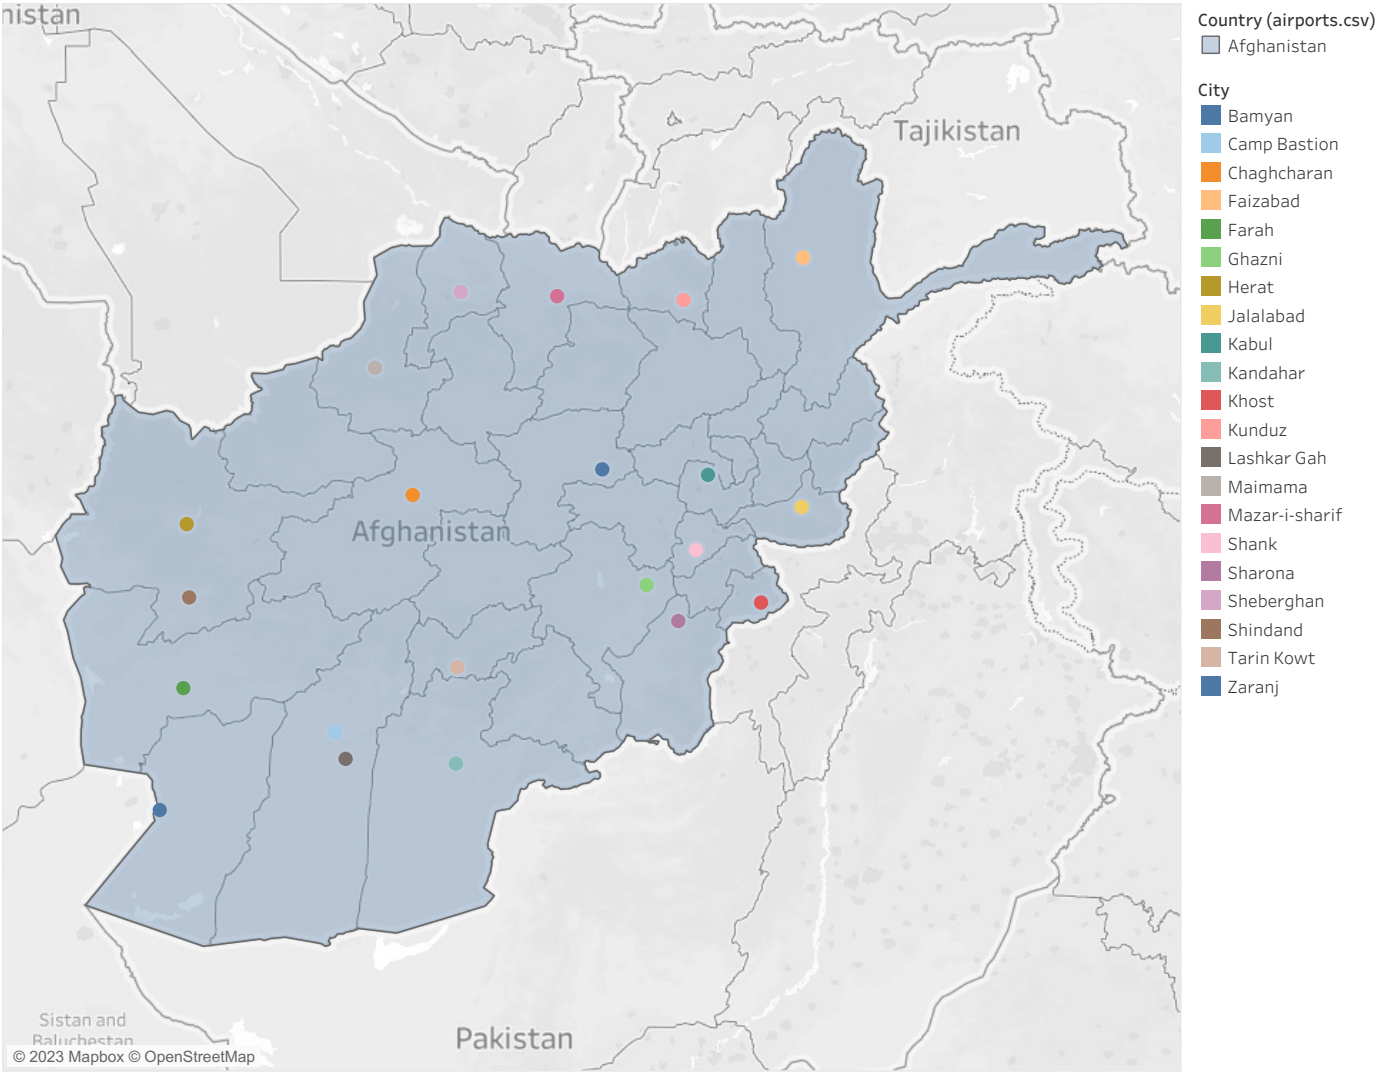 nistan
Tajikistan
Afghanistan
Sistan and
Baluchestan
Pakistan
© 2023 Mapbox © OpenStreetMap
Country (airports.csv)
Afghanistan
City
Bamyan
Camp Bastion
Chaghcharan
Faizabad
Farah
Ghazni
Herat
Jalalabad
Kabul
Kandahar
Khost
Kunduz
Lashkar Gah
Maimama
Mazar-i-sharif
Shank
Sharona
Sheberghan
Shindand
Tarin Kowt
Zaranj